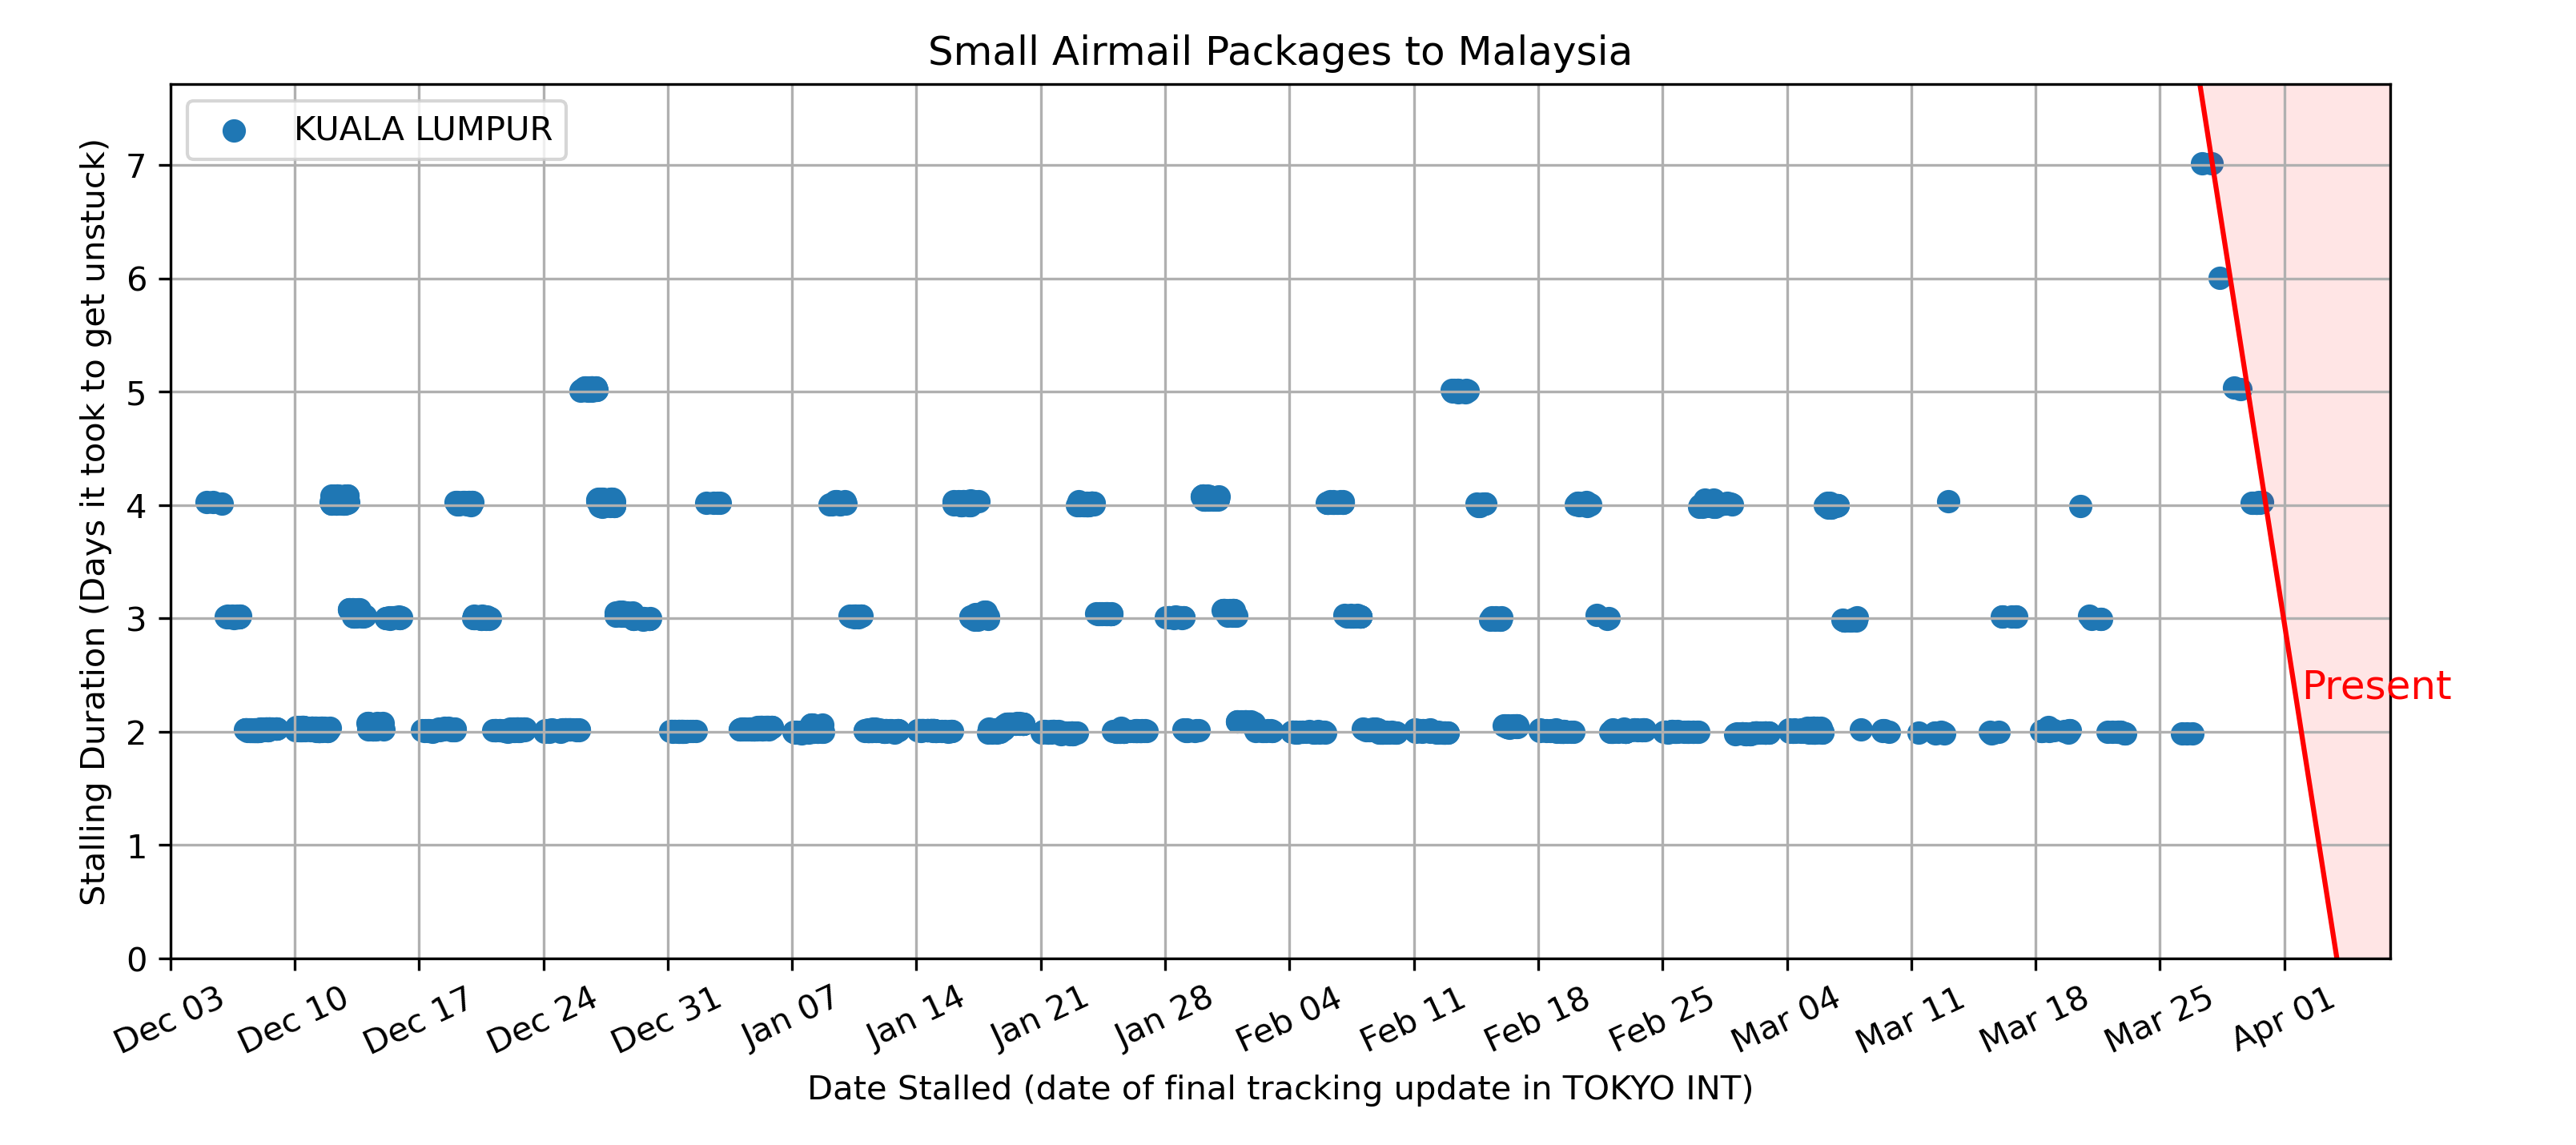 Small Airmail Packages to Malaysia
KUALA LUMPUR
Stalling Duration (Days it took to get unstuck)
7
6
5
4
3
2
1
0
Present
Dec 03
Dec 10
Dec 17
Dec 24
Dec 31
Jan 07
Jan 14
Jan 21
Jan 28
Feb 04
Feb 11
Feb 18
Feb 25
Mar 04
Mar 11
Mar 18
Mar 25
Apr 01
Date Stalled (date of final tracking update in TOKYO INT)